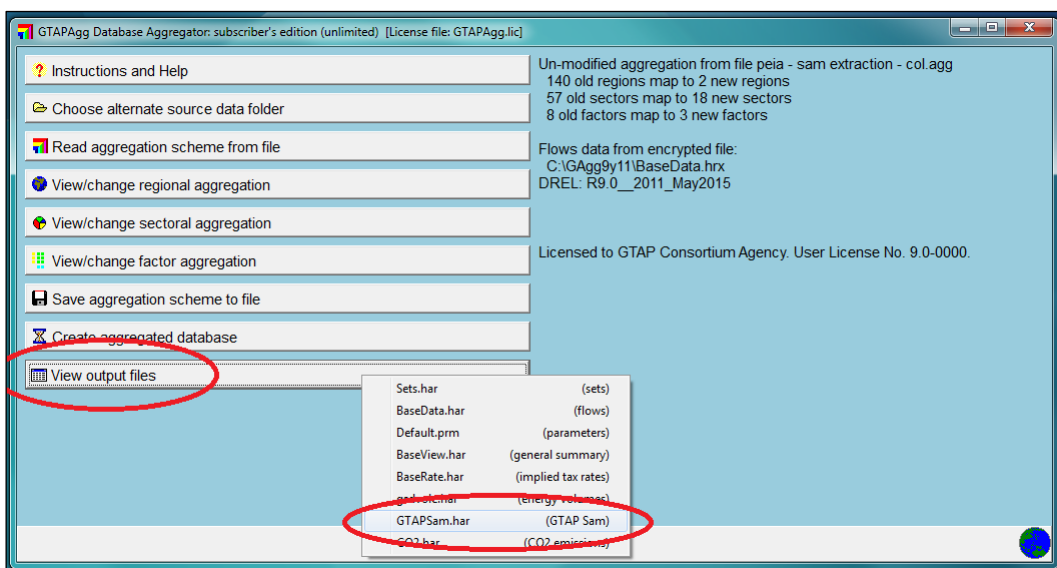 GTAPAgg Database Aggregator: subscriber's edition (unlimited) [License file: GTAPAgg.lic]
Instructions and Help
Choose alternate source data folder
Read aggregation scheme from file
View/change regional aggregation
View/change sectoral aggregation
View/change factor aggregation
Save aggregation scheme to file
Create aggregated database
View output files
Un-modified aggregation from file peia - sam extraction - col.agg
140 old regions map to 2 new regions
57 old sectors map to 18 new sectors
8 old factors map to 3 new factors
Flows data from encrypted file:
C:\GAgg9y11\BaseData.hrx
DREL: R9.0__2011_May2015
Licensed to GTAP Consortium Agency. User License No. 9.0-0000.
Sets.har (sets)
BaseData.har (flows)
Default.prm (parameters)
BaseView.har (general summary)
BaseRate.har (implied tax rates)
(energy volumes)
GTAPSam.har (GTAP Sam)
CO2.har (CO2 emissions)